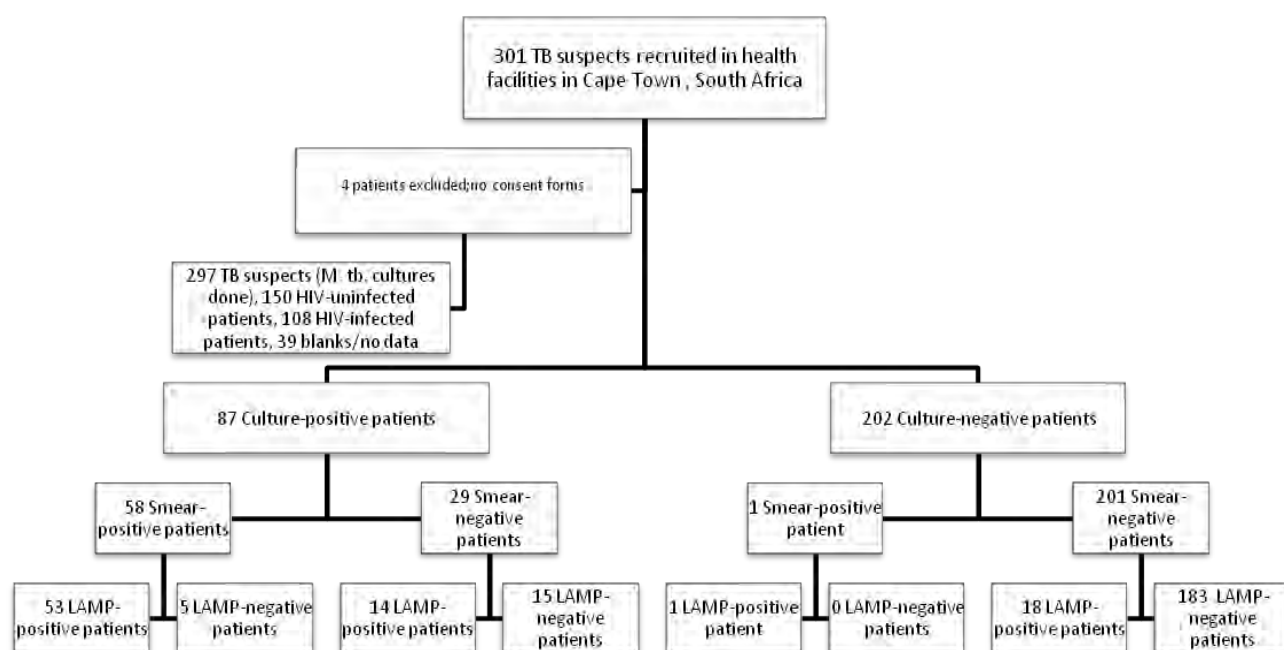 301 TB suspects recruited in health
facilities in Cape Town , South Africa
4 patients excluded;no consent forms
297 TB suspects (M. tb. cultures
done), 150 HIV-uninfected
patients, 108 HIV-infected
patients, 39 blanks/no data
87 Culture-positive patients
202 Culture-negative patients
58 Smear-
positive patients
29 Smear-
negative
patients
1 Smear-positive
patient
201 Smear-
negative
patients
53 LAMP-
positive patients
5 LAMP-negative
patients
14 LAMP-
positive patients
15 LAMP-
negative
patients
1 LAMP-positive
patient
0 LAMP-negative
patients
18 LAMP-
positive patients
183 LAMP-
negative
patients